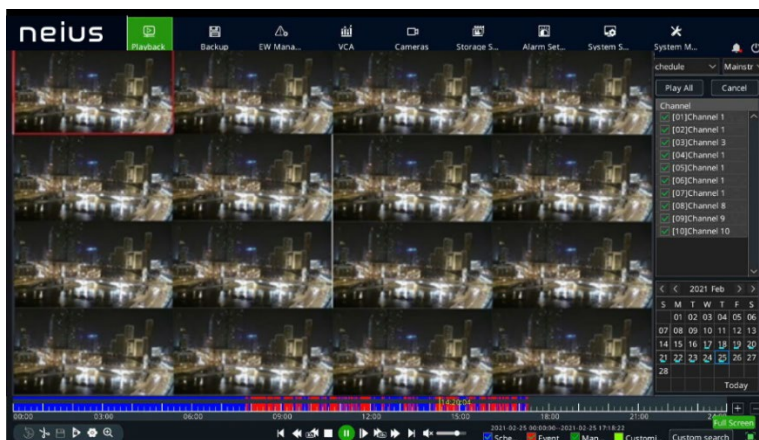 neius
Playback
Backup
EW Mana...
VCA
Cameras
Storage S...
Alarm Set...
System S...
System M...
chedule
Mainstr
Play All
Cancel
Channel
[01]Channel 1
[02]Channel 1
[03]Channel 3
[04]Channel 1
[05]Channel 1
[06]Channel 1
[07]Channel 1
[08]Channel 8
[09]Channel 9
[10]Channel 10
2021 Feb
S M T W T F S
01 02 03 04 05 06
07 08 09 10 11 12 13
14 15 16 17 18 19 20
21 22 23 24 25 26 27
28
Today
14:26:04
00:00 03:00 06:00 09:00 12:00 15:00 18:00 21:00 24:00
Full Screen
2021-02-25 00:00:00--2021-02-25 17:18:22
Sche Event Man Customi Custom search